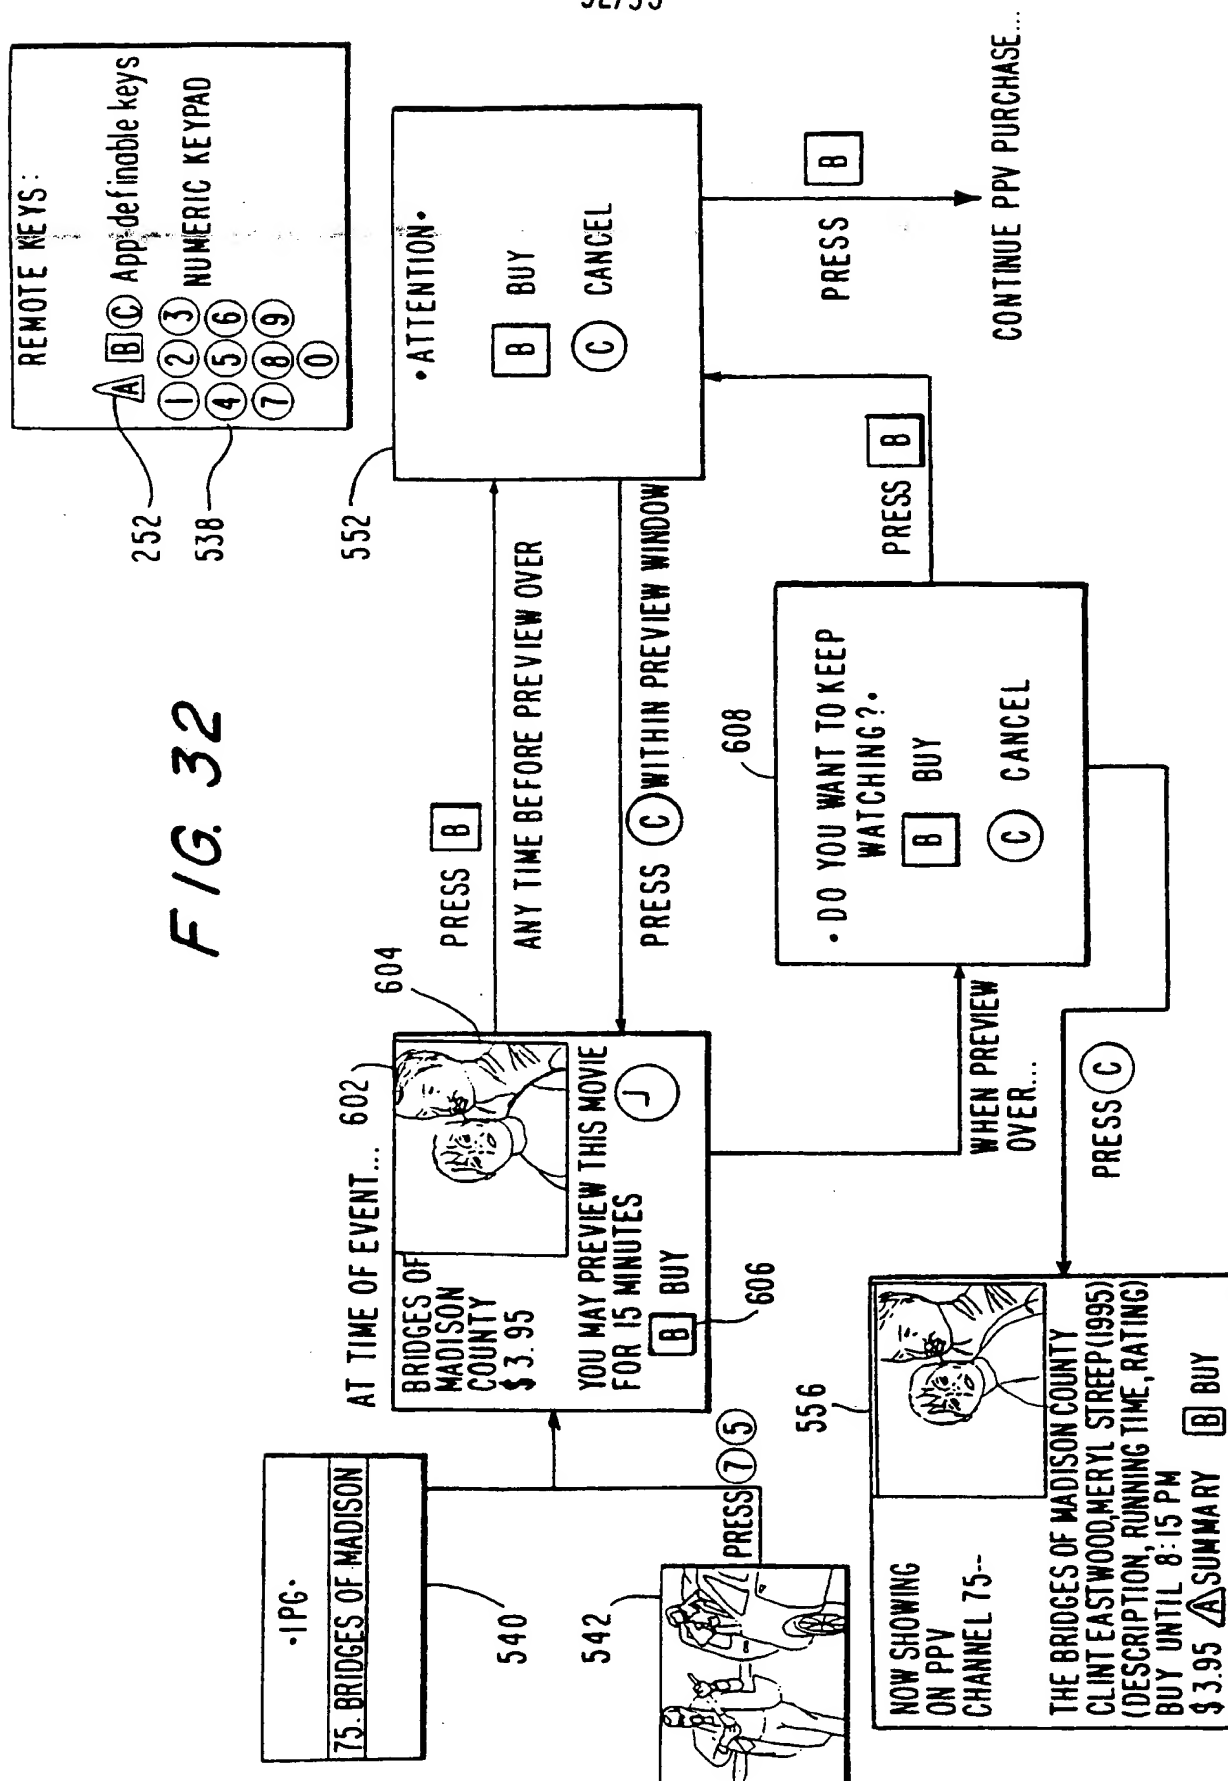 FIG. 32
REMOTE KEYS:
A B C App definable keys
1 2 3 NUMERIC KEYPAD
4 5 6
7 8 9
0
252
538
•IPG•
75. BRIDGES OF MADISON
540
542
PRESS 7 5
AT TIME OF EVENT... 602
604
BRIDGES OF
MADISON
COUNTY
$3.95
YOU MAY PREVIEW THIS MOVIE
FOR 15 MINUTES
B BUY
606
PRESS B
ANY TIME BEFORE PREVIEW OVER
PRESS C WITHIN PREVIEW WINDOW
552
•ATTENTION•
B BUY
C CANCEL
PRESS B
CONTINUE PPV PURCHASE...
WHEN PREVIEW
OVER...
608
•DO YOU WANT TO KEEP
WATCHING?•
B BUY
C CANCEL
PRESS B
PRESS C
556
NOW SHOWING
ON PPV
CHANNEL 75--
THE BRIDGES OF MADISON COUNTY
CLINT EASTWOOD,MERYL STREEP(1995)
(DESCRIPTION, RUNNING TIME, RATING)
BUY UNTIL 8:15 PM
$3.95 A SUMMARY B BUY